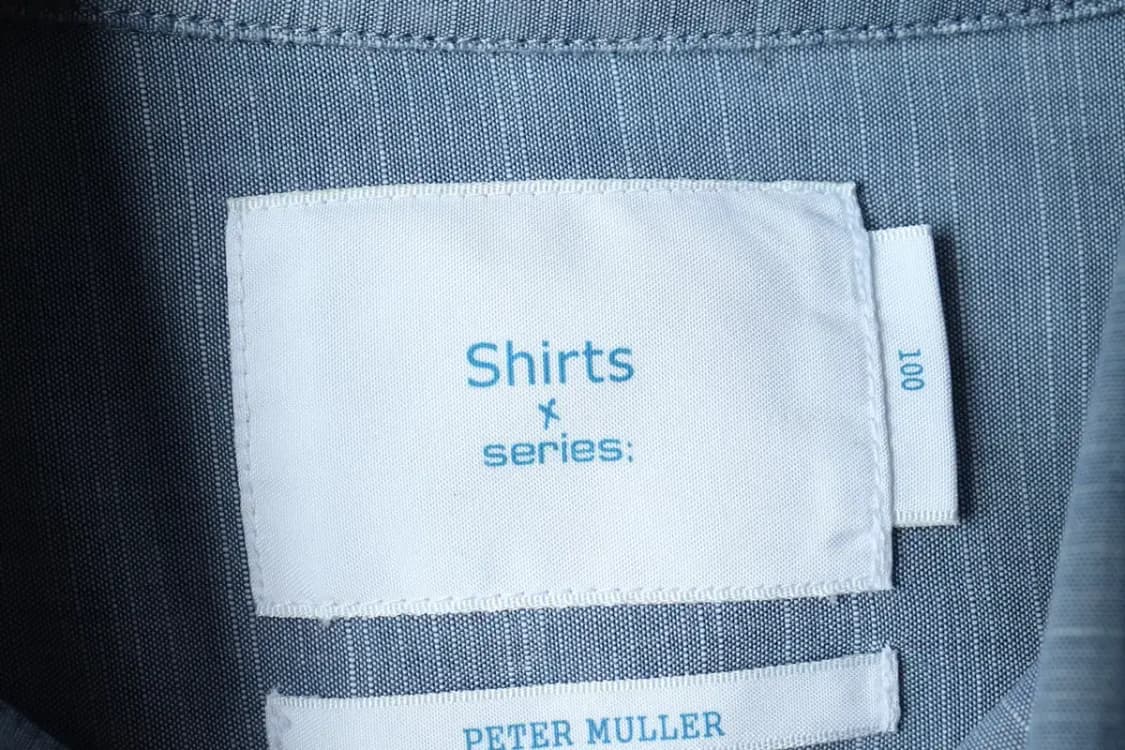 Shirts
x
series:
100
PETER MULLER